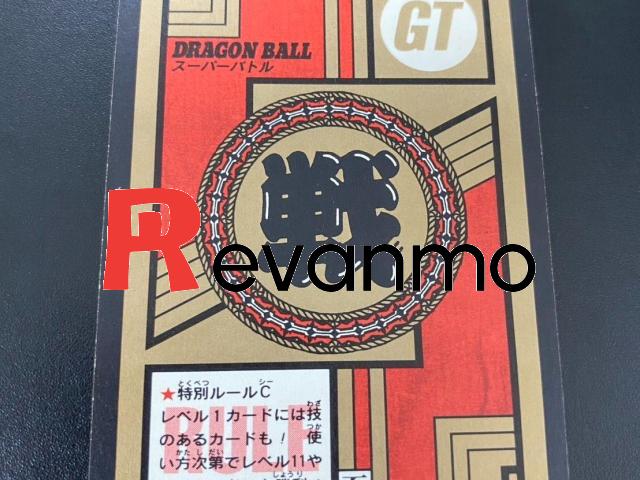 GT
DRAGON BALL
スーパーバトル
戦
Revanmo
★特別ルールC
レベル1カードには技
のあるカードも! 使
い方次第でレベル11や
RULE